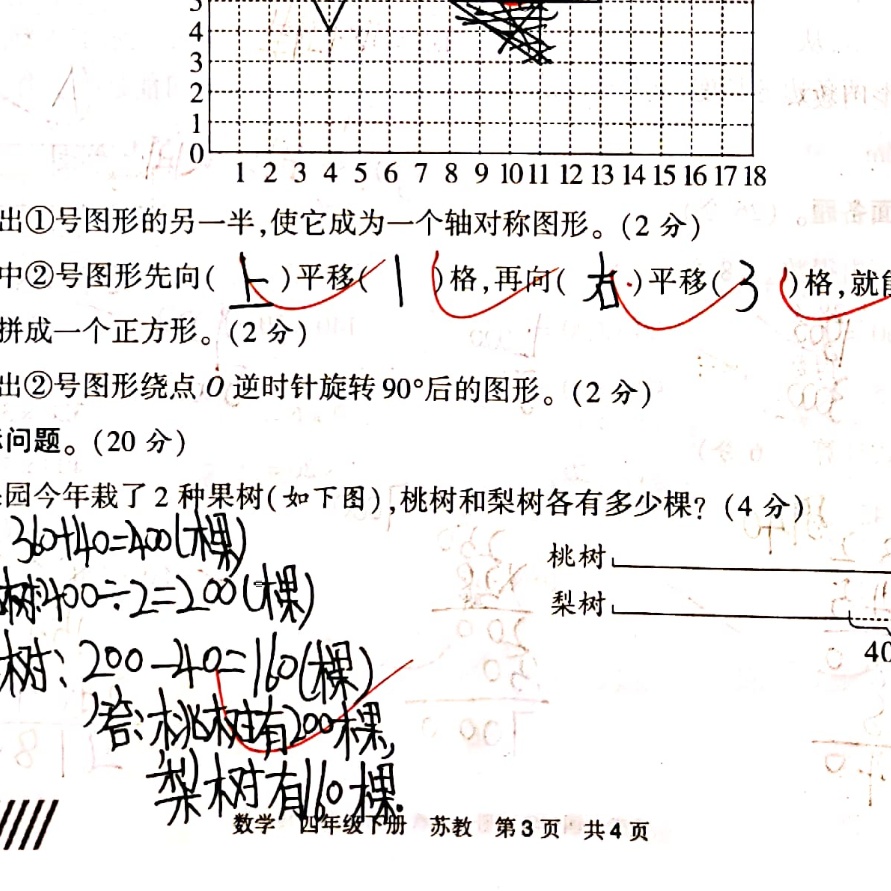 5
4
3
2
1
0
1 2 3 4 5 6 7 8 9 10 11 12 13 14 15 16 17 18
出①号图形的另一半,使它成为一个轴对称图形。(2分)
中②号图形先向( 上 )平移( 1 )格,再向( 右 )平移( 3 )格,就
拼成一个正方形。(2分)
出②号图形绕点O逆时针旋转90°后的图形。(2分)
问题。(20分)
园今年栽了2种果树(如下图),桃树和梨树各有多少棵?(4分)
360+40=400(棵)
桃树
树:400÷2=200(棵)
梨树
树:200-40=160(棵)
40
答:桃树有200棵,
梨树有160棵.
数学 四年级下册 苏教 第3页 共4页